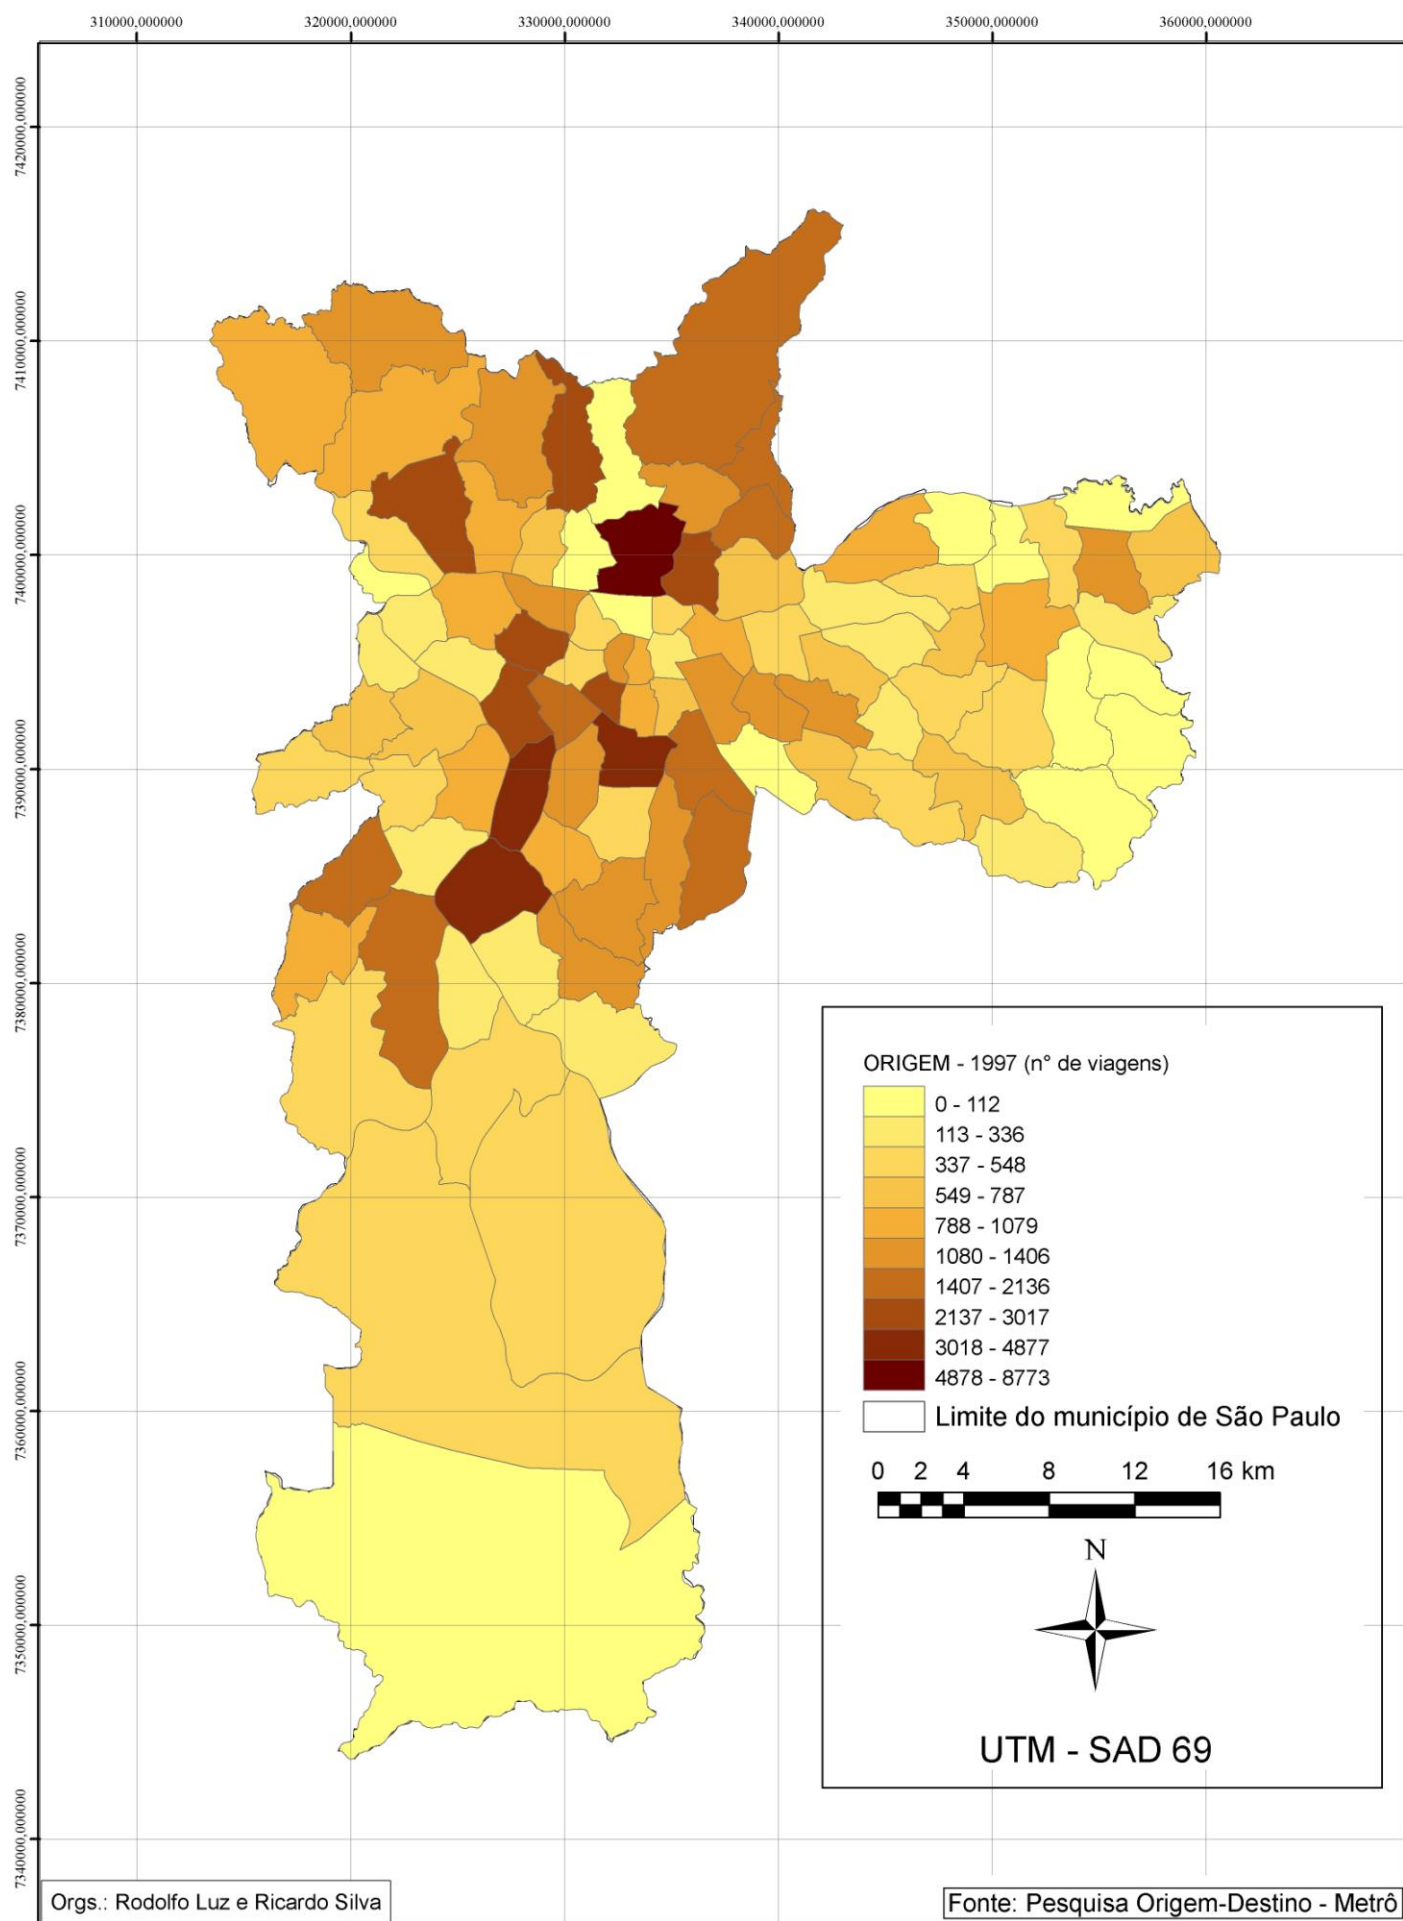 310000,000000 320000,000000 330000,000000 340000,000000 350000,000000 360000,000000
7420000,000000
7410000,000000
7400000,000000
7390000,000000
7380000,000000
7370000,000000
7360000,000000
7350000,000000
7340000,000000
ORIGEM - 1997 (n° de viagens)
0 - 112
113 - 336
337 - 548
549 - 787
788 - 1079
1080 - 1406
1407 - 2136
2137 - 3017
3018 - 4877
4878 - 8773
Limite do município de São Paulo
0 2 4 8 12 16 km
N
UTM - SAD 69
Orgs.: Rodolfo Luz e Ricardo Silva
Fonte: Pesquisa Origem-Destino - Metrô